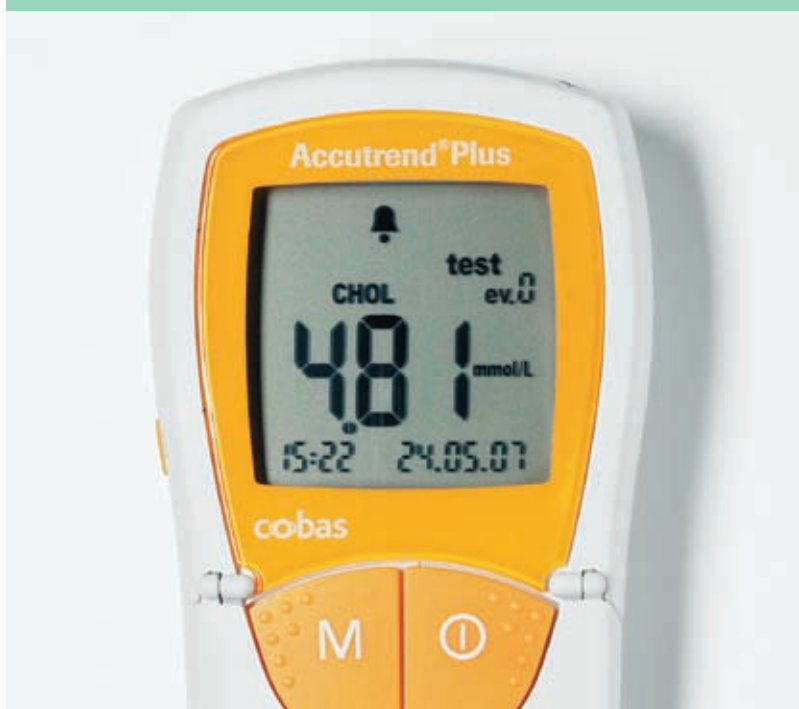 Accutrend®Plus
test
CHOL ev.0
4.81 mmol/L
15:22 24.05.07
cobas
M